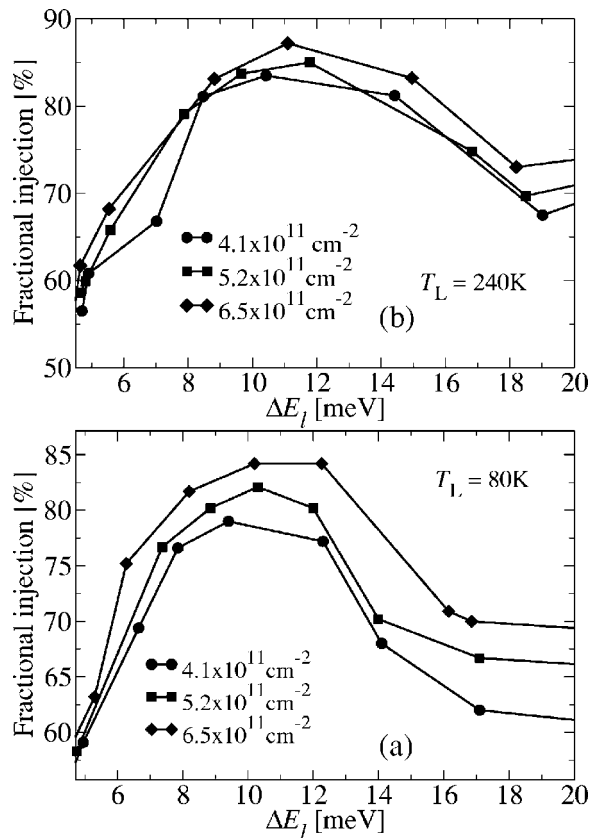 90
80
70
60
50
Fractional injection [%]
4.1x10^11 cm^-2
5.2x10^11 cm^-2
6.5x10^11 cm^-2
T_L = 240K
(b)
6 8 10 12 14 16 18 20
ΔE_l [meV]
85
80
75
70
65
60
Fractional injection [%]
T_L = 80K
4.1x10^11 cm^-2
5.2x10^11 cm^-2
6.5x10^11 cm^-2
(a)
6 8 10 12 14 16 18 20
ΔE_l [meV]